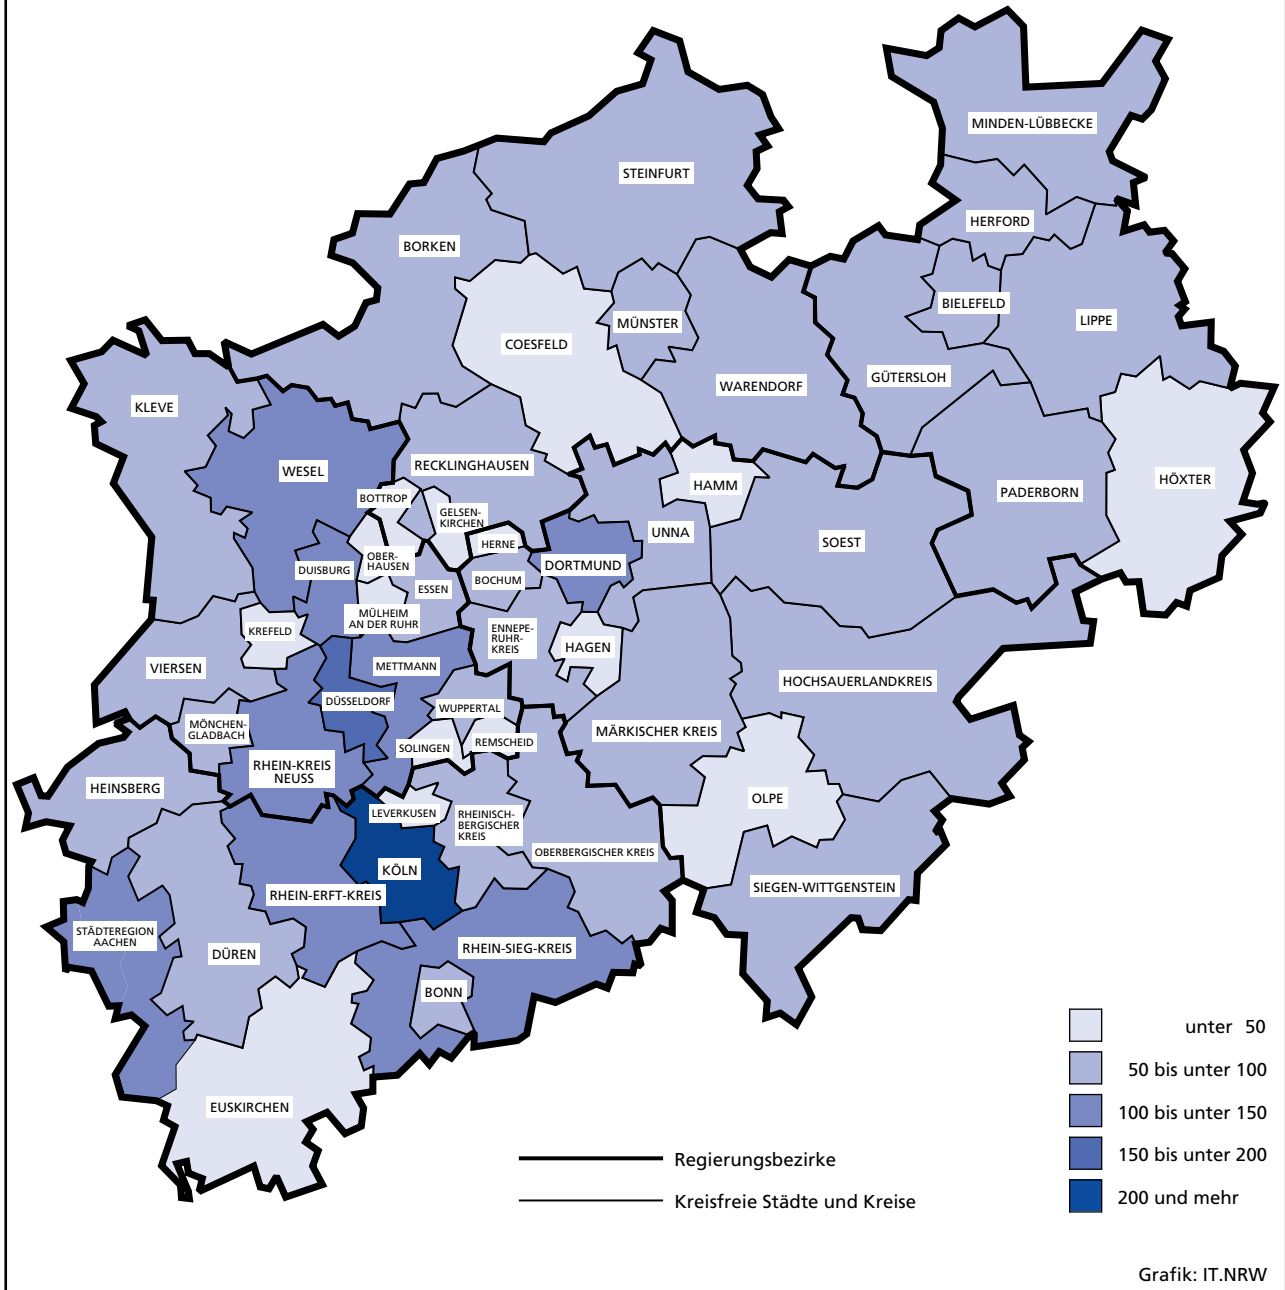 MINDEN-LÜBBECKE
STEINFURT
HERFORD
BORKEN
BIELEFELD
LIPPE
MÜNSTER
COESFELD
GÜTERSLOH
WARENDORF
KLEVE
RECKLINGHAUSEN
WESEL
HÖXTER
HAMM
PADERBORN
BOTTROP
GELSEN-
KIRCHEN
UNNA
SOEST
HERNE
OBER-
HAUSEN
DORTMUND
DUISBURG
BOCHUM
ESSEN
MÜLHEIM
AN DER RUHR
KREFELD
ENNEPE-
RUHR-
KREIS
HAGEN
VIERSEN
METTMANN
HOCHSAUERLANDKREIS
DÜSSELDORF
WUPPERTAL
MÖNCHEN-
GLADBACH
MÄRKISCHER KREIS
SOLINGEN
REMSCHEID
RHEIN-KREIS
NEUSS
HEINSBERG
OLPE
LEVERKUSEN
RHEINISCH-
BERGISCHER
KREIS
OBERBERGISCHER KREIS
KÖLN
SIEGEN-WITTGENSTEIN
RHEIN-ERFT-KREIS
STÄDTEREGION
AACHEN
RHEIN-SIEG-KREIS
DÜREN
BONN
EUSKIRCHEN
unter 50
50 bis unter 100
100 bis unter 150
150 bis unter 200
200 und mehr
Regierungsbezirke
Kreisfreie Städte und Kreise
Grafik: IT.NRW